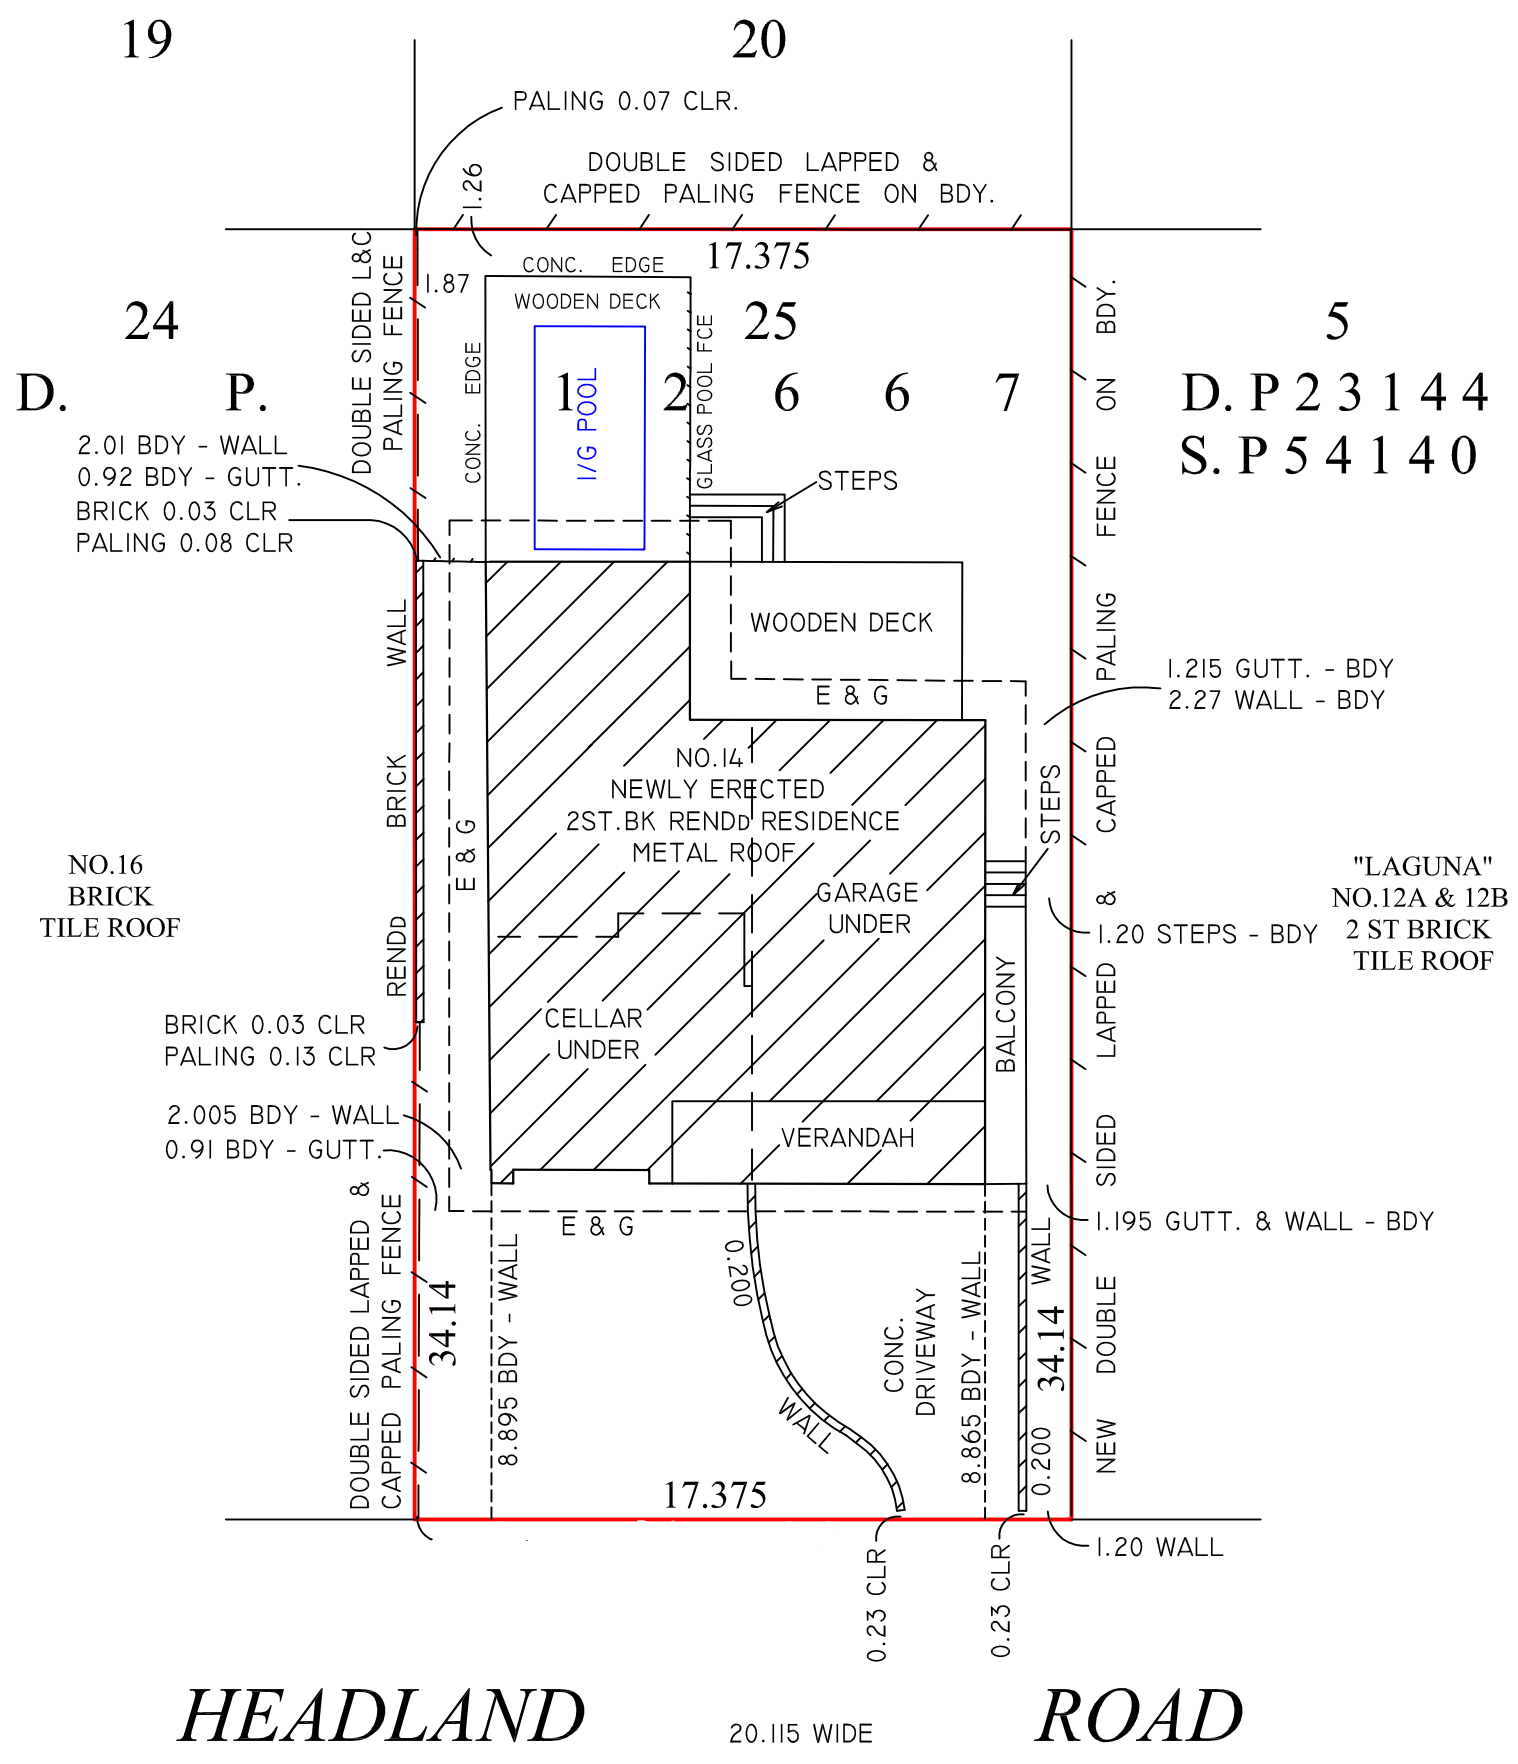 19
20
PALING 0.07 CLR.
1.26
DOUBLE SIDED LAPPED &
CAPPED PALING FENCE ON BDY.
17.375
DOUBLE SIDED L&C
PALING FENCE
1.87
CONC. EDGE
WOODEN DECK
CONC. EDGE
I/G POOL
GLASS POOL FCE
24
25
5
D. P. 1 2 6 6 7
D. P 2 3 1 4 4
S. P 5 4 1 4 0
2.01 BDY - WALL
0.92 BDY - GUTT.
BRICK 0.03 CLR
PALING 0.08 CLR
STEPS
WOODEN DECK
E & G
1.215 GUTT. - BDY
2.27 WALL - BDY
NO.14
NEWLY ERECTED
2ST.BK RENDD RESIDENCE
METAL ROOF
GARAGE
UNDER
RENDD BRICK WALL
E & G
STEPS
NO.16
BRICK
TILE ROOF
"LAGUNA"
NO.12A & 12B
2 ST BRICK
TILE ROOF
1.20 STEPS - BDY
BALCONY
CELLAR
UNDER
BRICK 0.03 CLR
PALING 0.13 CLR
2.005 BDY - WALL
0.91 BDY - GUTT.
VERANDAH
E & G
1.195 GUTT. & WALL - BDY
NEW DOUBLE SIDED LAPPED & CAPPED PALING FENCE ON BDY.
DOUBLE SIDED LAPPED &
CAPPED PALING FENCE
34.14
8.895 BDY - WALL
0.200
WALL
CONC.
DRIVEWAY
8.865 BDY - WALL
WALL
34.14
0.200
17.375
0.23 CLR
0.23 CLR
1.20 WALL
HEADLAND ROAD
20.115 WIDE